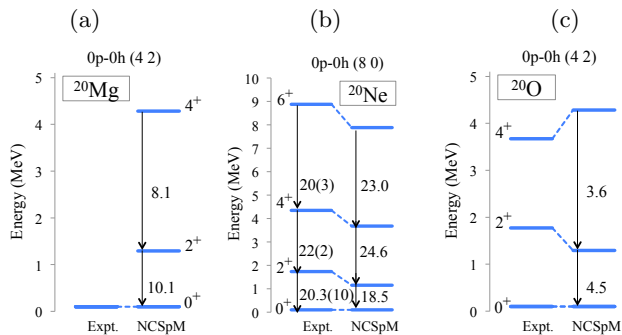 (a)
0p-0h (4 2)
Energy (MeV)
5
4
3
2
1
0
²⁰Mg
4⁺
8.1
2⁺
10.1
0⁺
Expt. NCSpM
(b)
0p-0h (8 0)
Energy (MeV)
10
9
8
7
6
5
4
3
2
1
0
²⁰Ne
6⁺
20(3) 23.0
4⁺
22(2) 24.6
2⁺
20.3(10) 18.5
0⁺
Expt. NCSpM
(c)
0p-0h (4 2)
Energy (MeV)
5
4
3
2
1
0
²⁰O
4⁺
3.6
2⁺
4.5
0⁺
Expt. NCSpM